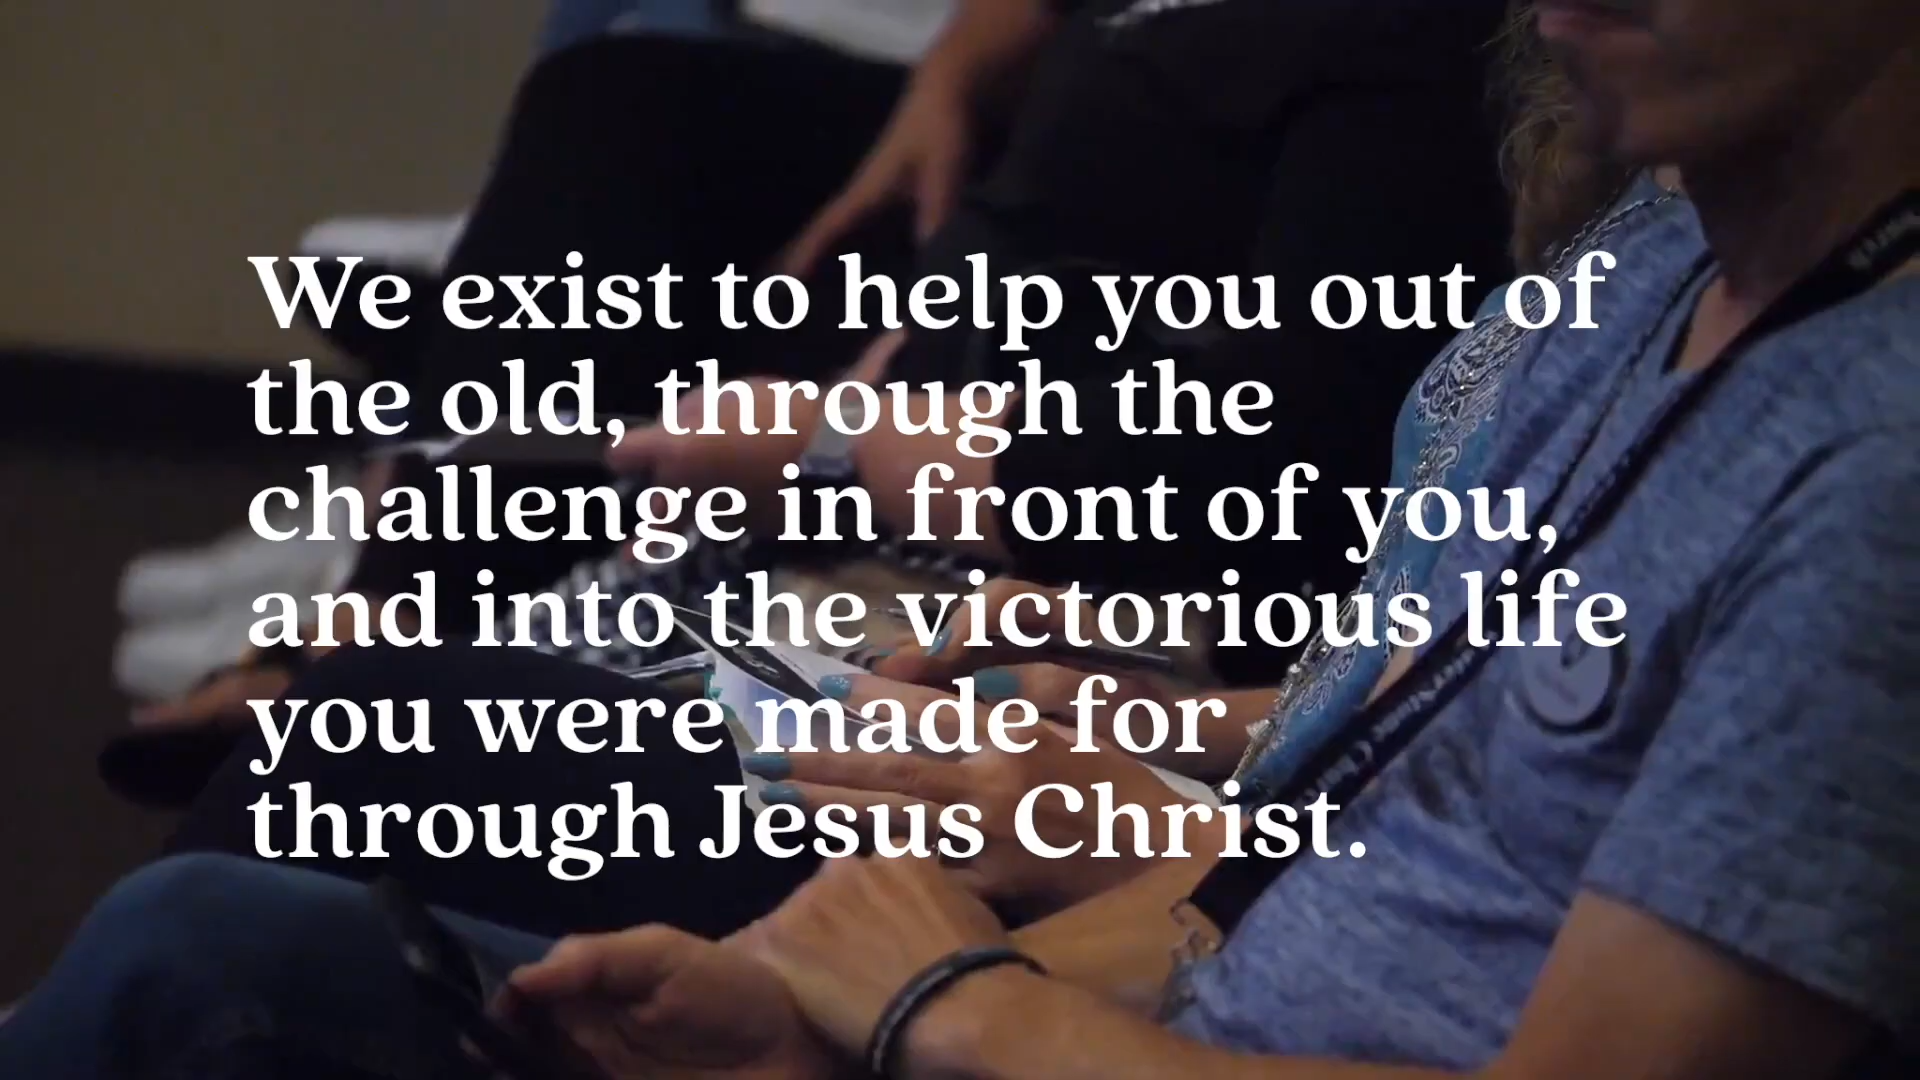 We exist to help you out of
the old, through the
challenge in front of you,
and into the victorious life
you were made for
through Jesus Christ.